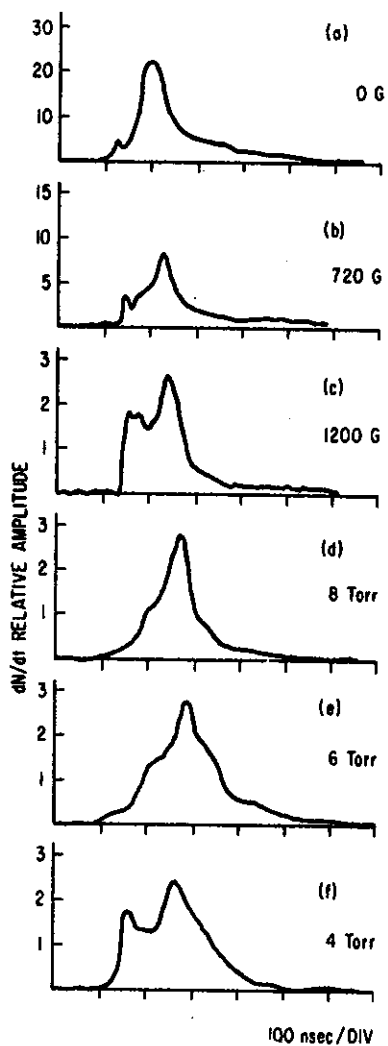 30
20
10
(a)
0 G
15
10
5
(b)
720 G
3
2
1
(c)
1200 G
dN/dt RELATIVE AMPLITUDE
3
2
1
(d)
8 Torr
3
2
1
(e)
6 Torr
3
2
1
(f)
4 Torr
100 nsec/DIV